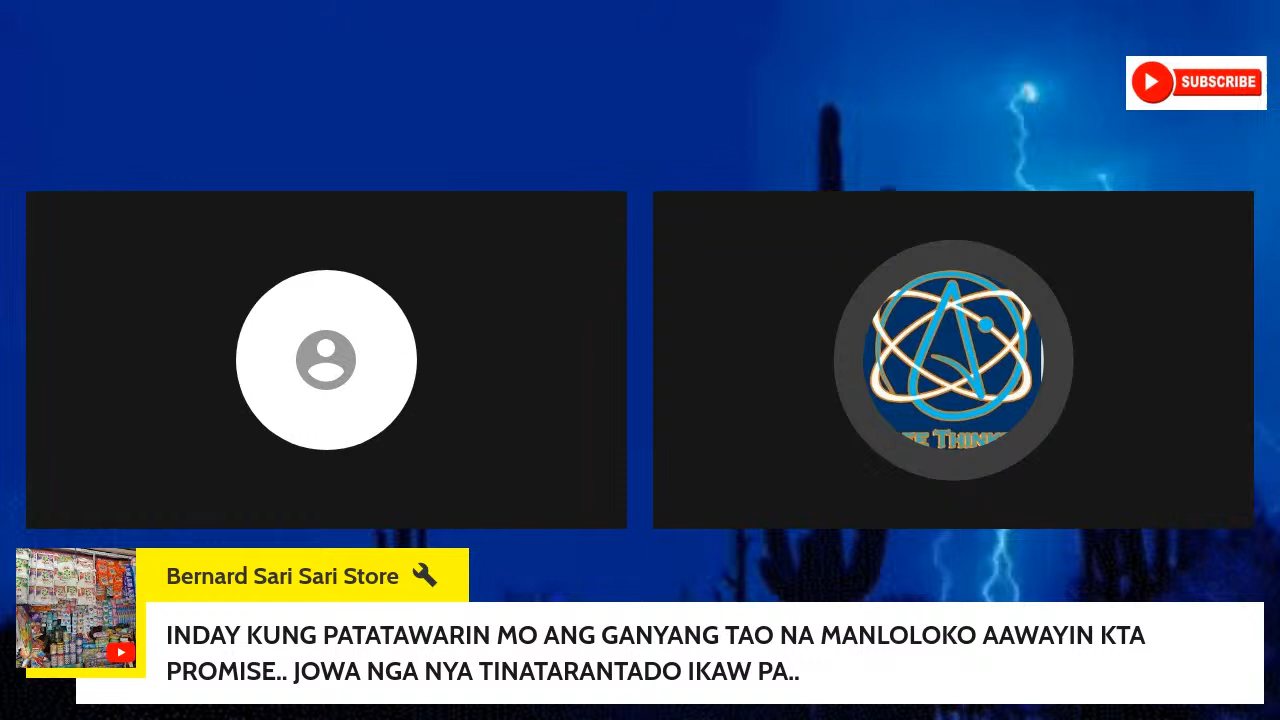 SUBSCRIBE
Bernard Sari Sari Store
INDAY KUNG PATATAWARIN MO ANG GANYANG TAO NA MANLOLOKO AAWAYIN KTA
PROMISE.. JOWA NGA NYA TINATARANTADO IKAW PA..